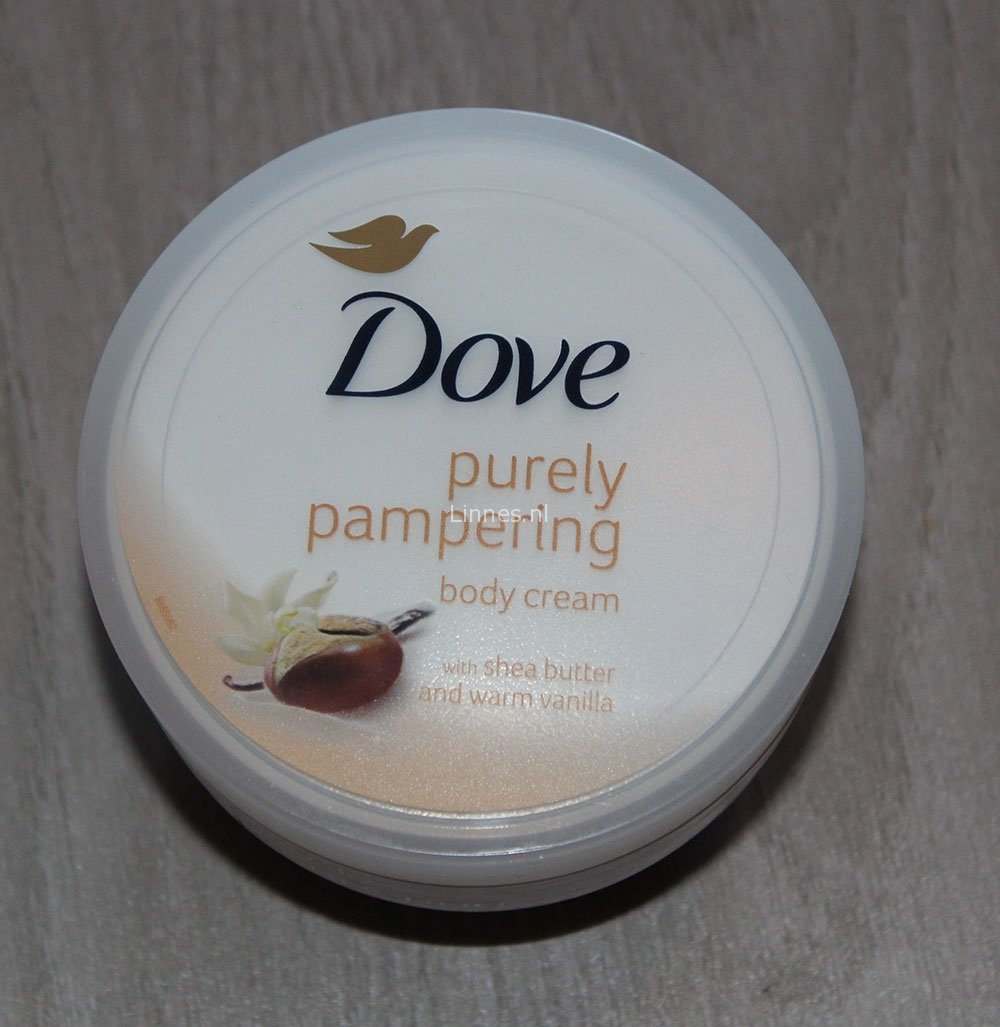 Dove
purely
pampering
Linnes.nl
body cream
with shea butter
and warm vanilla